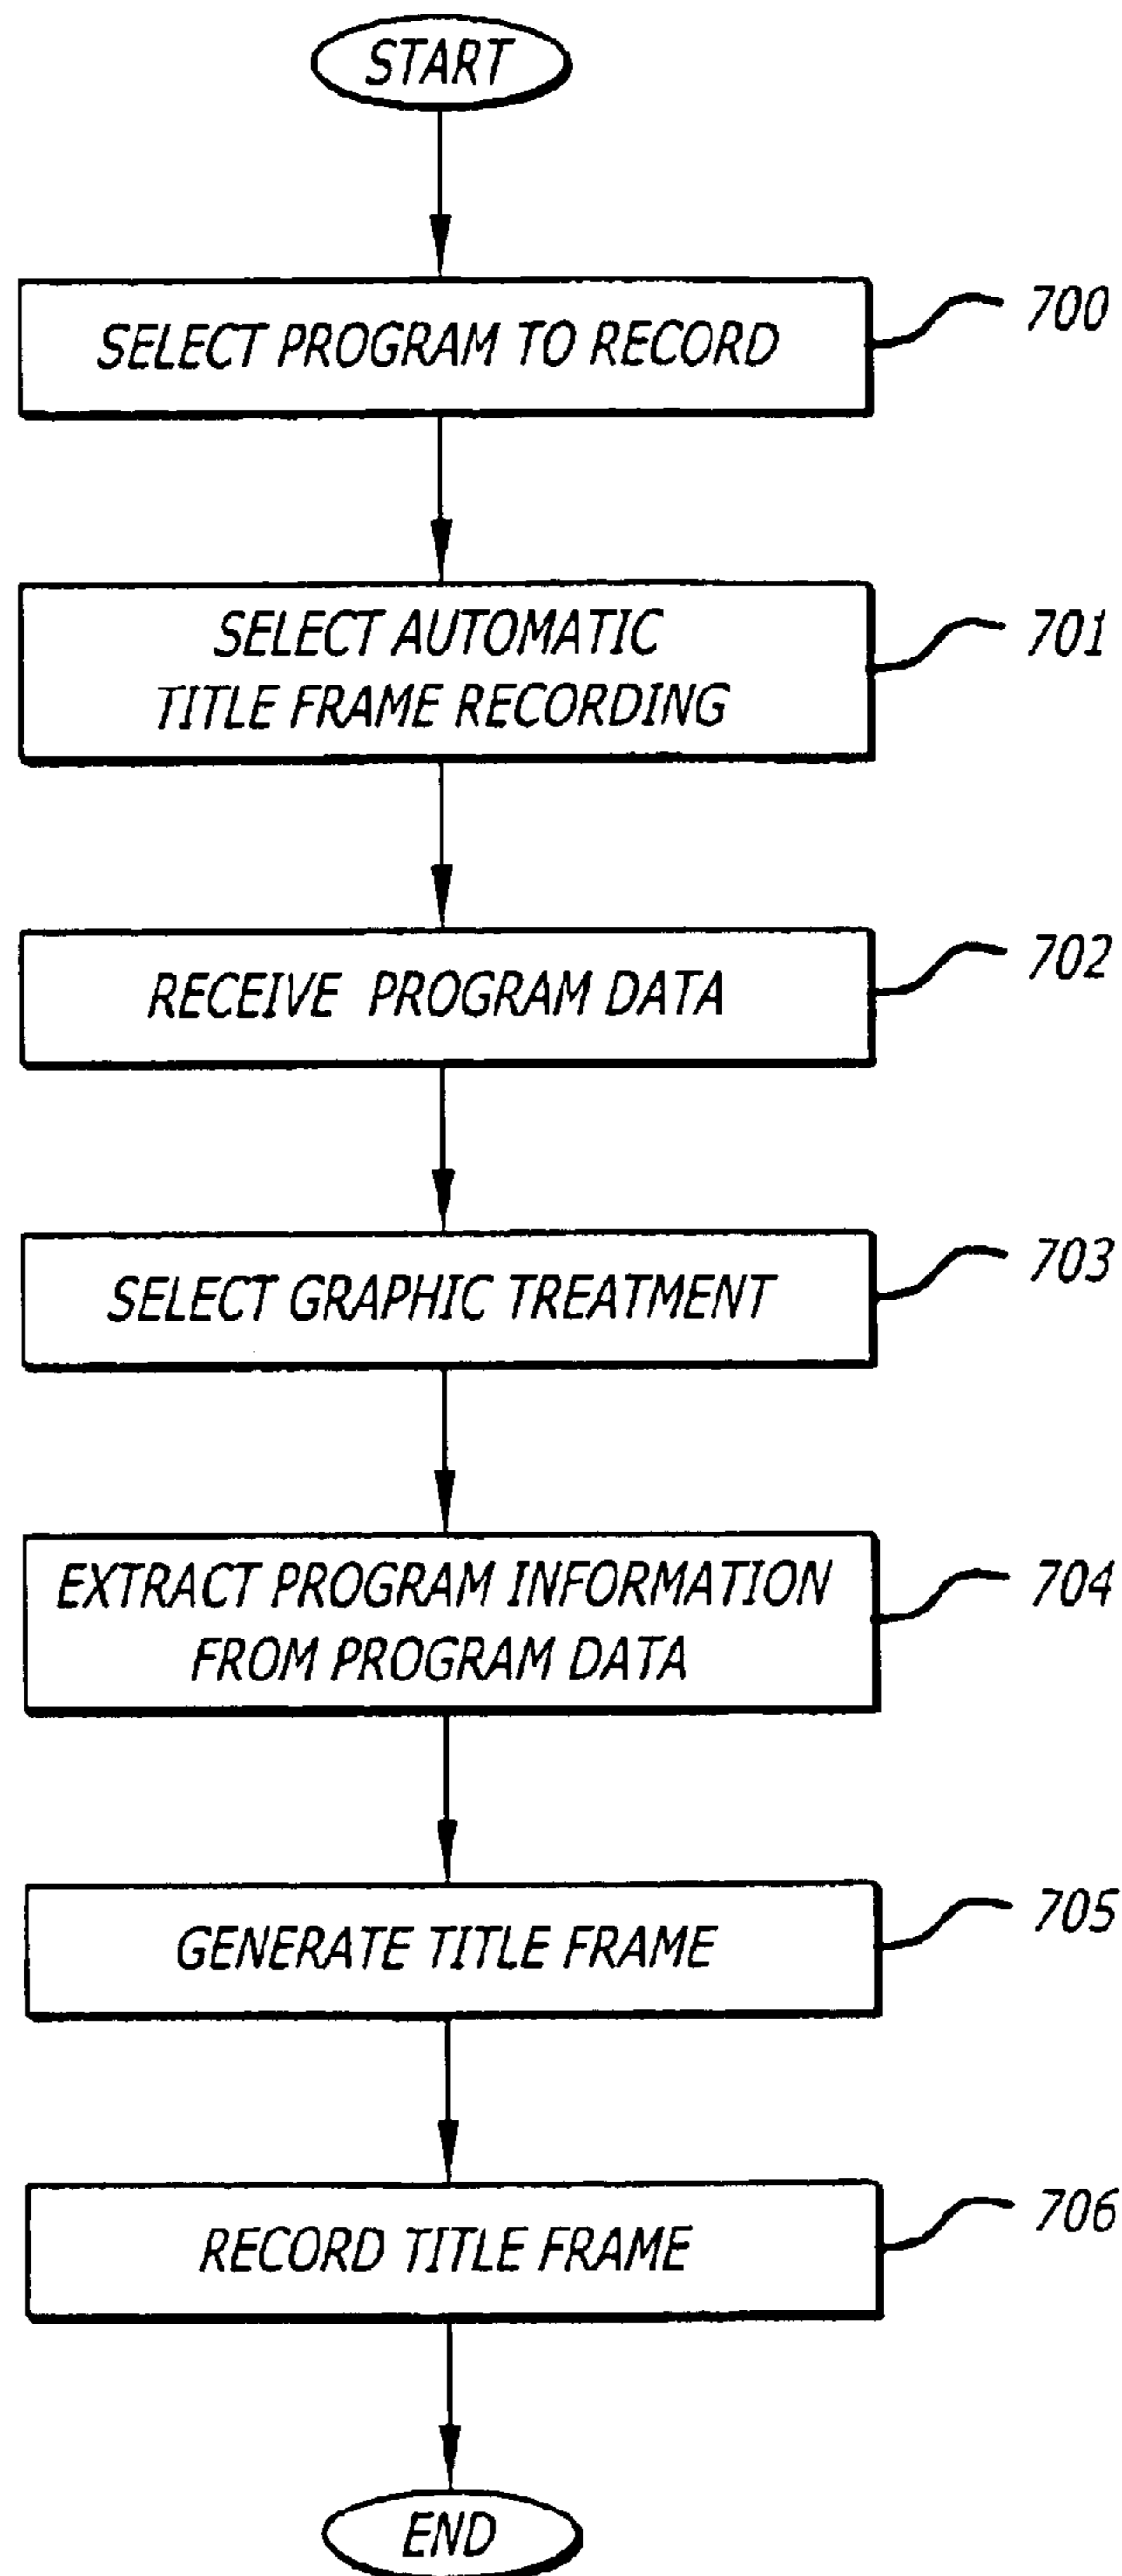 START
SELECT PROGRAM TO RECORD
700
SELECT AUTOMATIC
TITLE FRAME RECORDING
701
RECEIVE PROGRAM DATA
702
SELECT GRAPHIC TREATMENT
703
EXTRACT PROGRAM INFORMATION
FROM PROGRAM DATA
704
GENERATE TITLE FRAME
705
RECORD TITLE FRAME
706
END